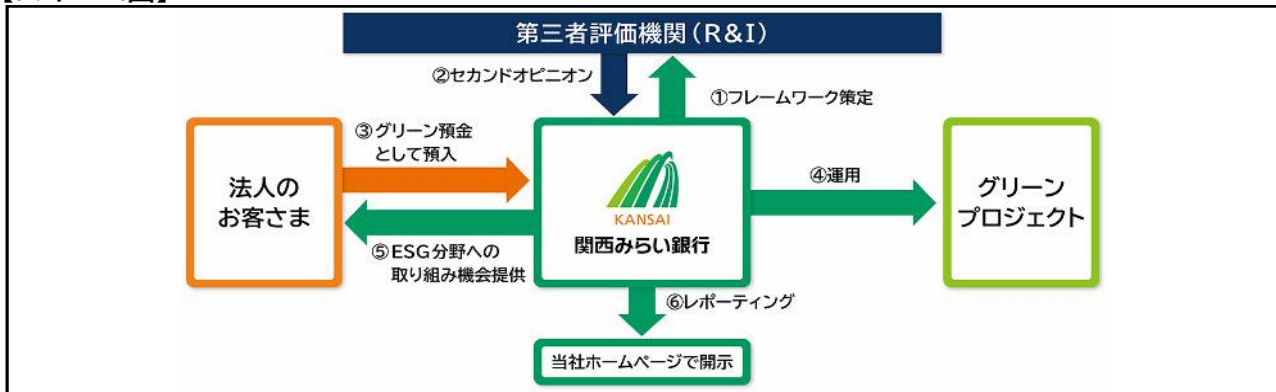 第三者評価機関(R&I)
②セカンドオピニオン
①フレームワーク策定
③グリーン預金
として預入
法人の
お客さま
KANSAI
関西みらい銀行
④運用
グリーン
プロジェクト
⑤ESG分野への
取り組み機会提供
⑥レポーティング
当社ホームページで開示